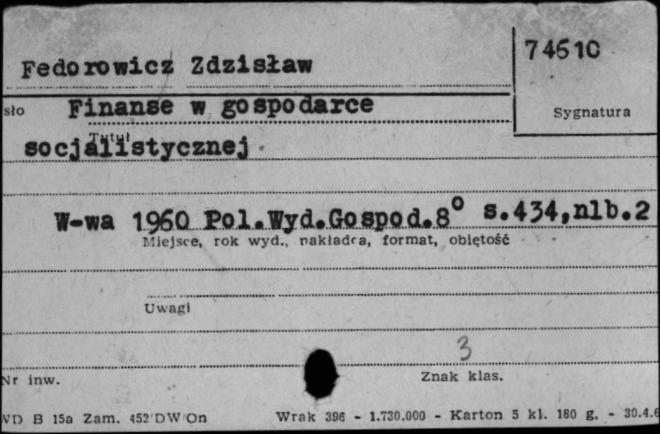 Fedorowicz Zdzisław
74610
sło Finanse w gospodarce
Sygnatura
Tytuł
socjalistycznej
W-wa 1960 Pol.Wyd.Gospod.8° s.434,nlb.2
Miejsce, rok wyd., nakładca, format, objętość
Uwagi
3
Nr inw.
Znak klas.
WD B 15a Zam. 452 DW On Wrak 396 - 1.730.000 - Karton 5 kl. 180 g. - 30.4.6